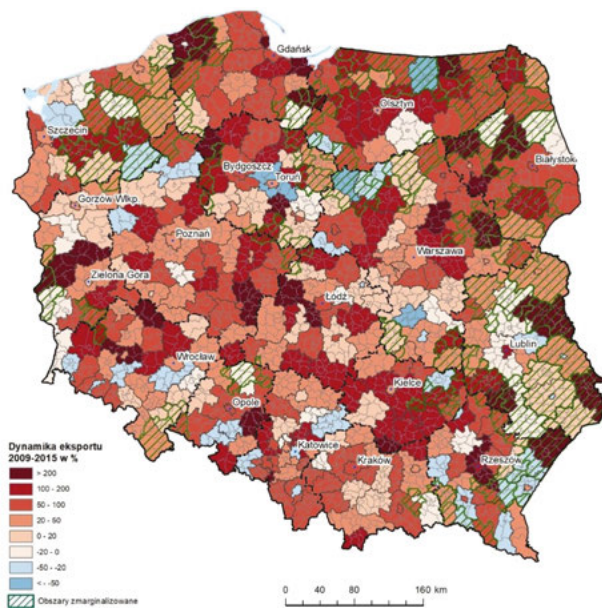 Gdańsk
Olsztyn
Szczecin
Białystok
Bydgoszcz
Toruń
Gorzów Wlkp.
Poznań
Warszawa
Zielona Góra
Łódź
Lublin
Wrocław
Kielce
Opole
Katowice
Kraków
Rzeszów
Dynamika eksportu
2009-2015 w %
> 200
100 - 200
50 - 100
20 - 50
0 - 20
-20 - 0
-50 - -20
< - -50
Obszary zmarginalizowane
0 40 80 160 km